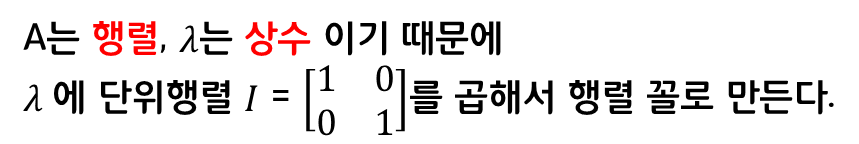 A는 행렬, λ는 상수 이기 때문에
λ 에 단위행렬 I = [1 0 0 1]를 곱해서 행렬 꼴로 만든다.